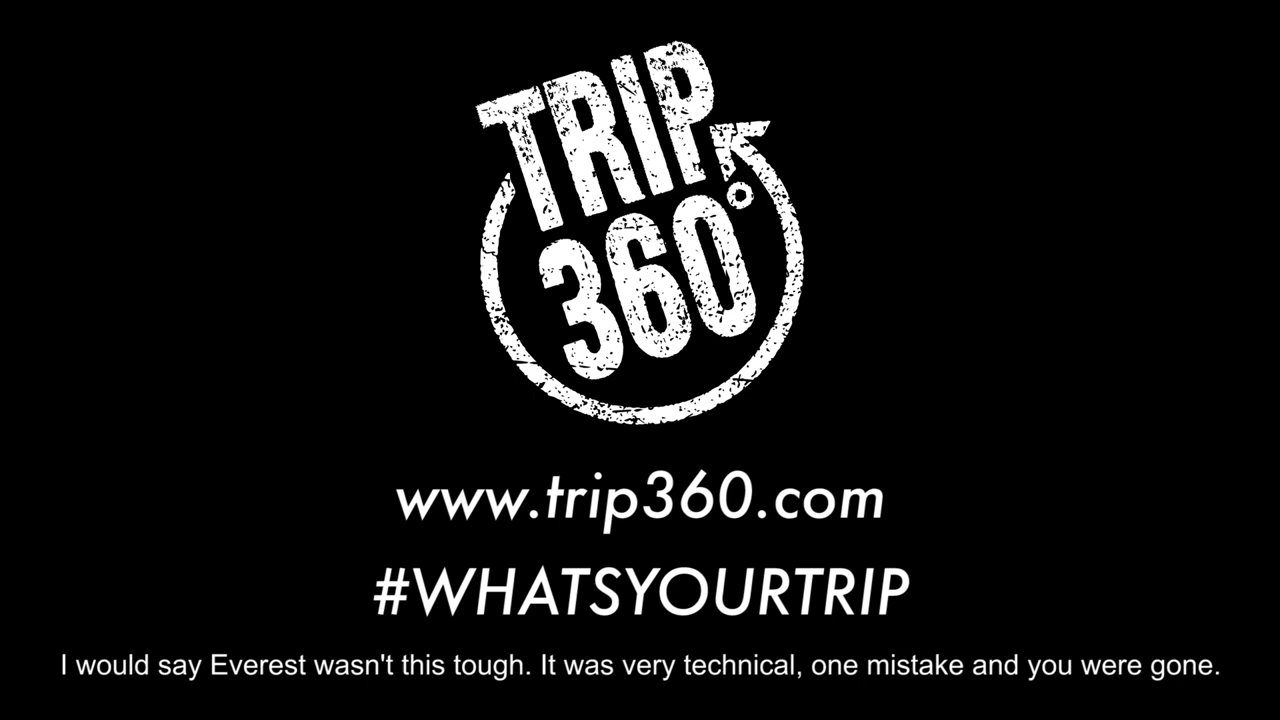 TRIP
360°
www.trip360.com
#WHATSYOURTRIP
I would say Everest wasn't this tough. It was very technical, one mistake and you were gone.